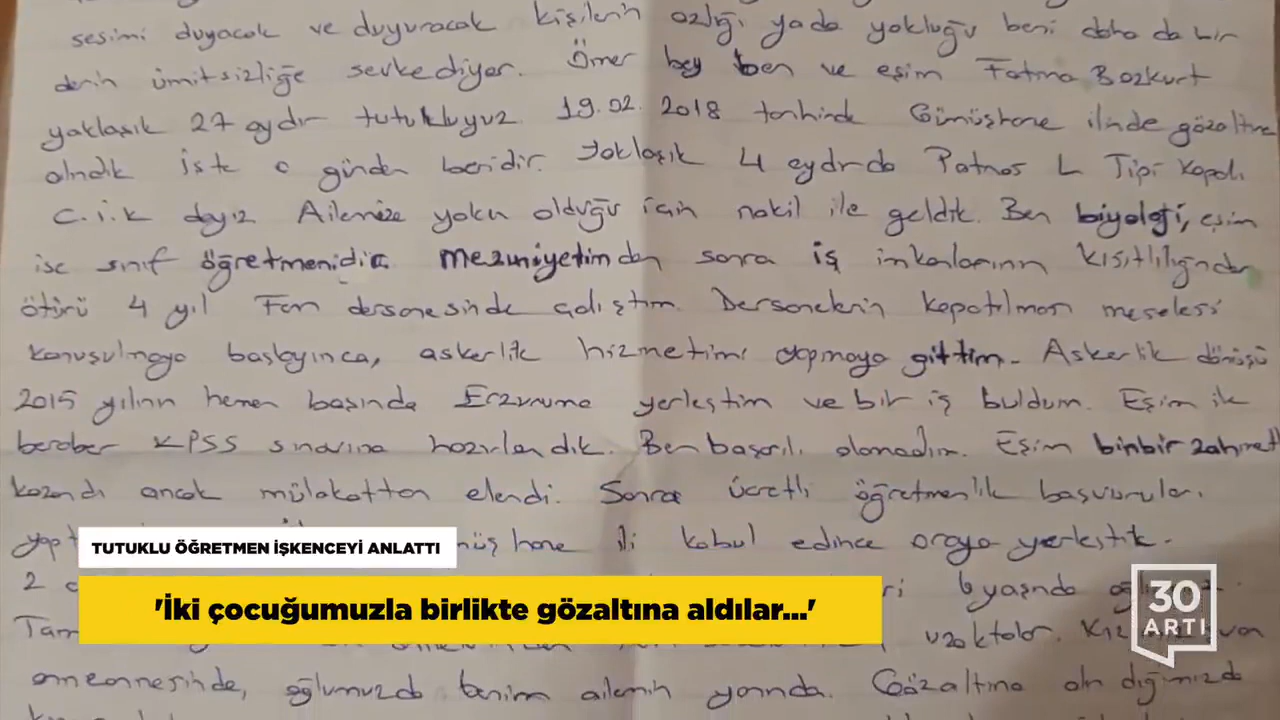 sesimi duyacak ve duyuracak kişilerin azlığı yada yokluğu beni daha da bir
derin ümitsizliğe sevkediyor. Ömer bey ben ve eşim Fatma Bozkurt
yaklaşık 27 aydır tutukluyuz. 19.02.2018 tarihinde Gümüşhane ilinde gözaltına
alındık işte o günden beridir. Yaklaşık 4 aydırda Patnos L Tipi Kapalı
C.İ.K dayız Ailemize yakın olduğu için nakil ile geldik. Ben biyoloji, eşim
ise sınıf öğretmenidir. Mezuniyetimden sonra iş imkanlarının kısıtlılığından
ötürü 4 yıl Fen dersanesinde çalıştım. Dersanelerin kapatılması meselesi
konuşulmaya başlayınca, askerlik hizmetimi yapmaya gittim. Askerlik dönüşü
2015 yılının hemen başında Erzuruma yerleştim ve bir iş buldum. Eşim ile
beraber KPSS sınavına hazırlandık. Ben başarılı olamadım. Eşim binbir zahmetle
kazandı ancak mülakattan elendi. Sonra ücretli öğretmenlik başvuruları
hane ili kabul edince oraya yerleştik.
TUTUKLU ÖĞRETMEN İŞKENCEYİ ANLATTI
2 6 yaşında
'İki çocuğumuzla birlikte gözaltına aldılar...'
30
ARTI
uzaktalar.
anneannesinde, oğlumuzda benim ailemin yanında. Gözaltına alındığımızda